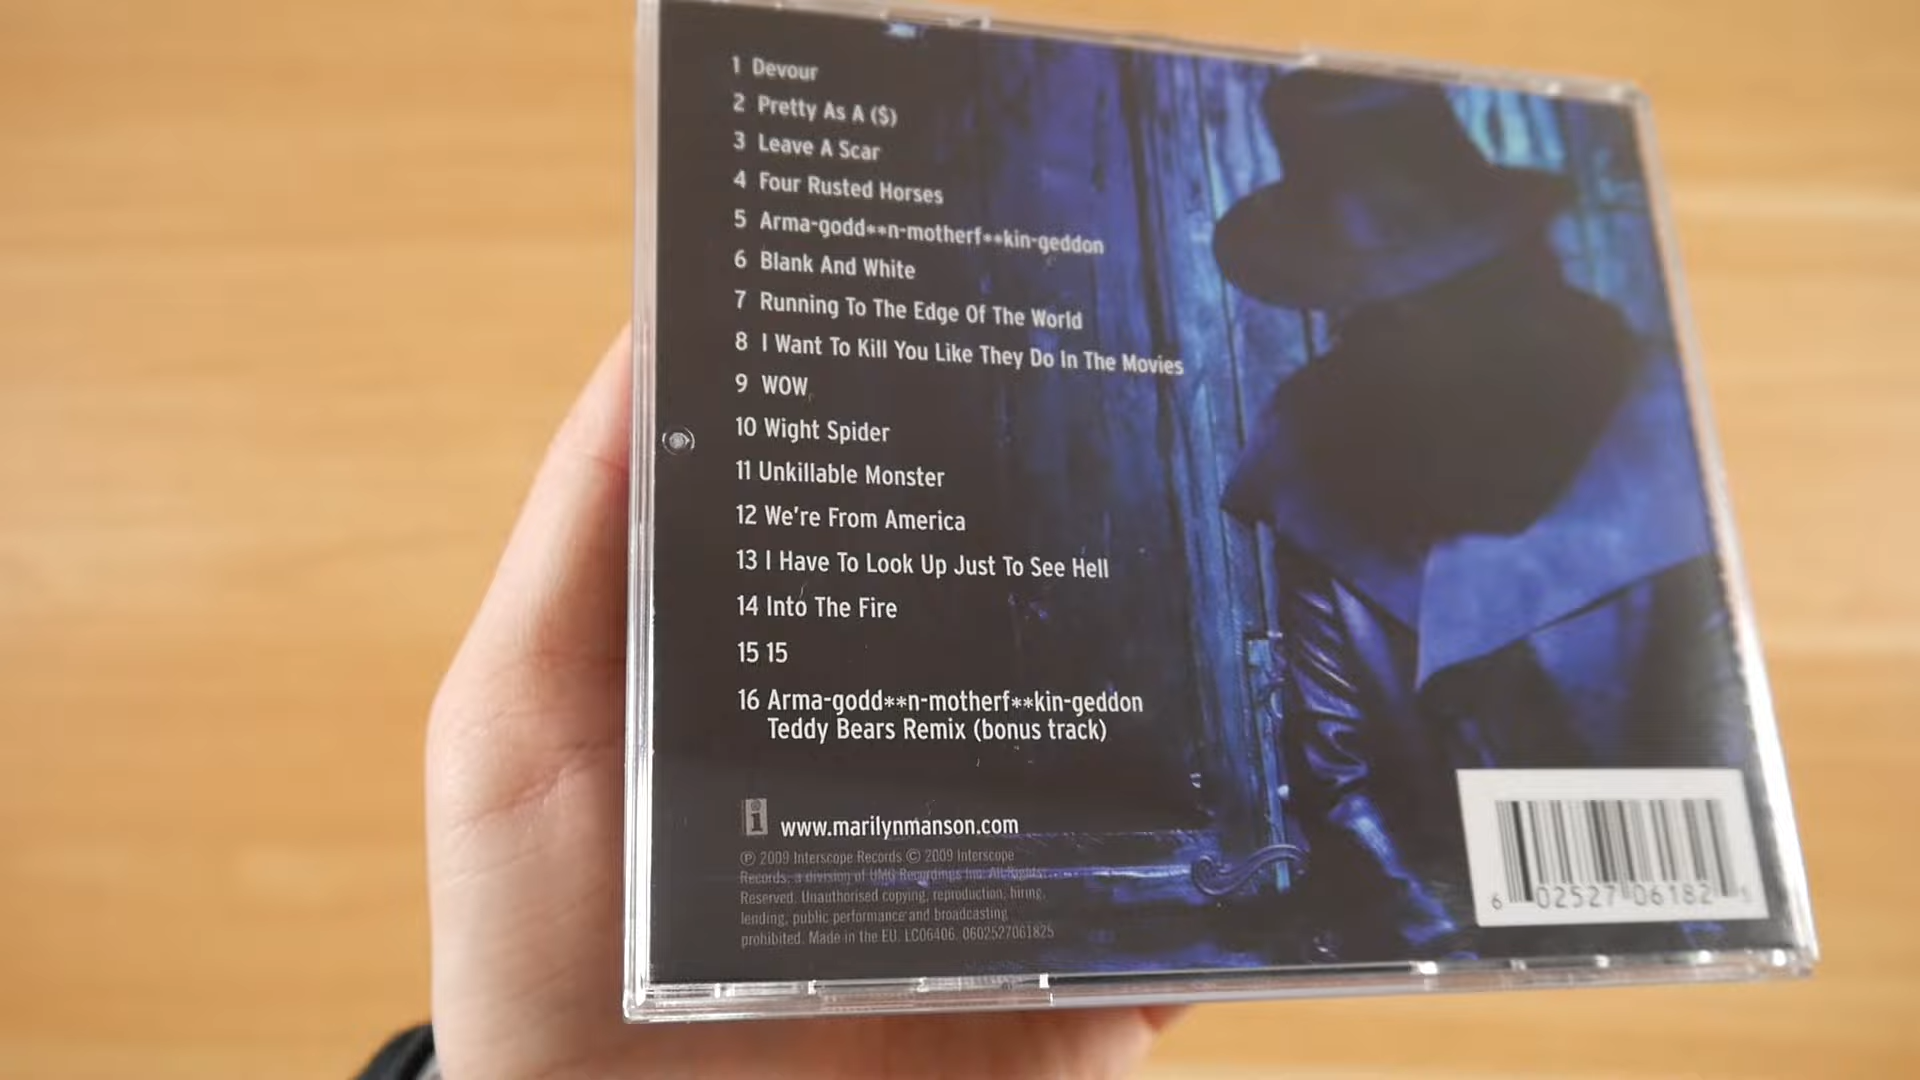 1 Devour
2 Pretty As A ($)
3 Leave A Scar
4 Four Rusted Horses
5 Arma-godd**n-motherf**kin-geddon
6 Blank And White
7 Running To The Edge Of The World
8 I Want To Kill You Like They Do In The Movies
9 WOW
10 Wight Spider
11 Unkillable Monster
12 We're From America
13 I Have To Look Up Just To See Hell
14 Into The Fire
15 15
16 Arma-godd**n-motherf**kin-geddon
Teddy Bears Remix (bonus track)
i www.marilynmanson.com
℗ 2009 Interscope Records © 2009 Interscope
Records, a division of UMG Recordings Inc. All Rights
Reserved. Unauthorised copying, reproduction, hiring,
lending, public performance and broadcasting
prohibited. Made in the EU. LC06406. 0602527061825
6 02527 06182